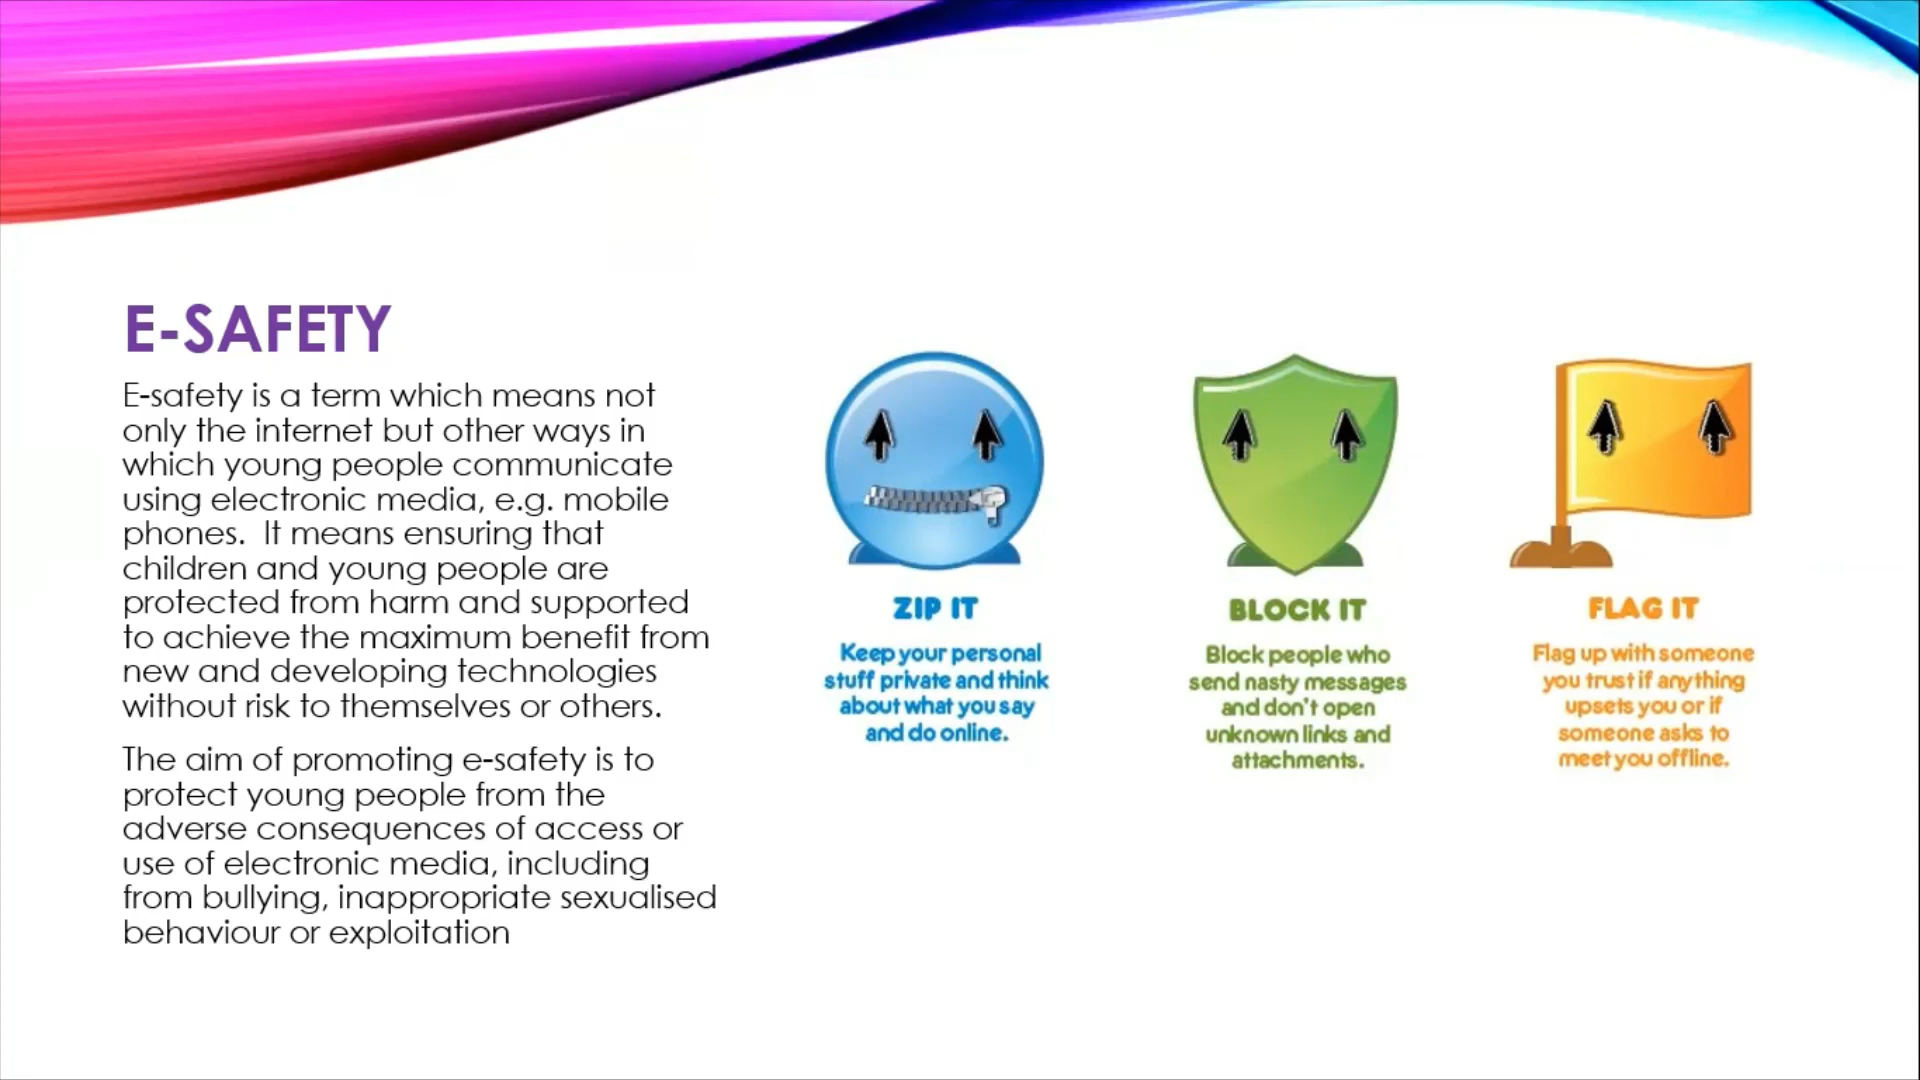 E-SAFETY
E-safety is a term which means not
only the internet but other ways in
which young people communicate
using electronic media, e.g. mobile
phones.  It means ensuring that
children and young people are
protected from harm and supported
to achieve the maximum benefit from
new and developing technologies
without risk to themselves or others.
The aim of promoting e-safety is to
protect young people from the
adverse consequences of access or
use of electronic media, including
from bullying, inappropriate sexualised
behaviour or exploitation
ZIP IT
Keep your personal
stuff private and think
about what you say
and do online.
BLOCK IT
Block people who
send nasty messages
and don't open
unknown links and
attachments.
FLAG IT
Flag up with someone
you trust if anything
upsets you or if
someone asks to
meet you offline.